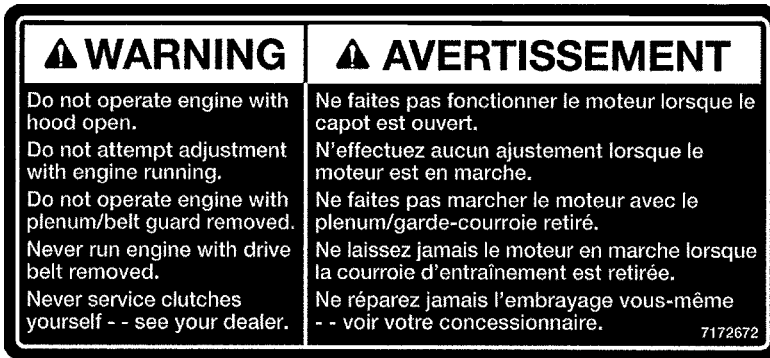 WARNING
Do not operate engine with
hood open.
Do not attempt adjustment
with engine running.
Do not operate engine with
plenum/belt guard removed.
Never run engine with drive
belt removed.
Never service clutches
yourself - - see your dealer.
AVERTISSEMENT
Ne faites pas fonctionner le moteur lorsque le
capot est ouvert.
N'effectuez aucun ajustement lorsque le
moteur est en marche.
Ne faites pas marcher le moteur avec le
plenum/garde-courroie retiré.
Ne laissez jamais le moteur en marche lorsque
la courroie d'entraînement est retirée.
Ne réparez jamais l'embrayage vous-même
- - voir votre concessionnaire.
7172672